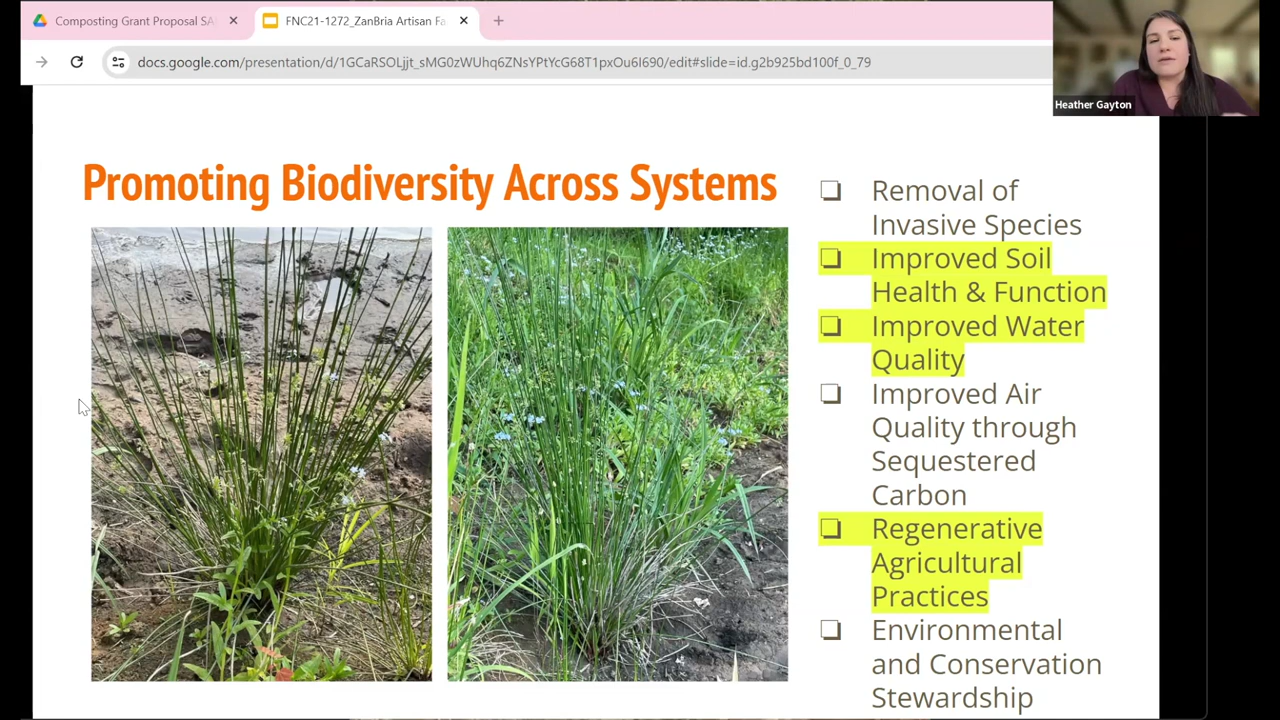 Composting Grant Proposal SA
FNC21-1272_ZanBria Artisan Fa
docs.google.com/presentation/d/1GCaRSOLjjt_sMG0zWUhq6ZNsYPtYcG68T1pxOu6I690/edit#slide=id.g2b925bd100f_0_79
Heather Gayton
Promoting Biodiversity Across Systems
Removal of
Invasive Species
Improved Soil
Health & Function
Improved Water
Quality
Improved Air
Quality through
Sequestered
Carbon
Regenerative
Agricultural
Practices
Environmental
and Conservation
Stewardship